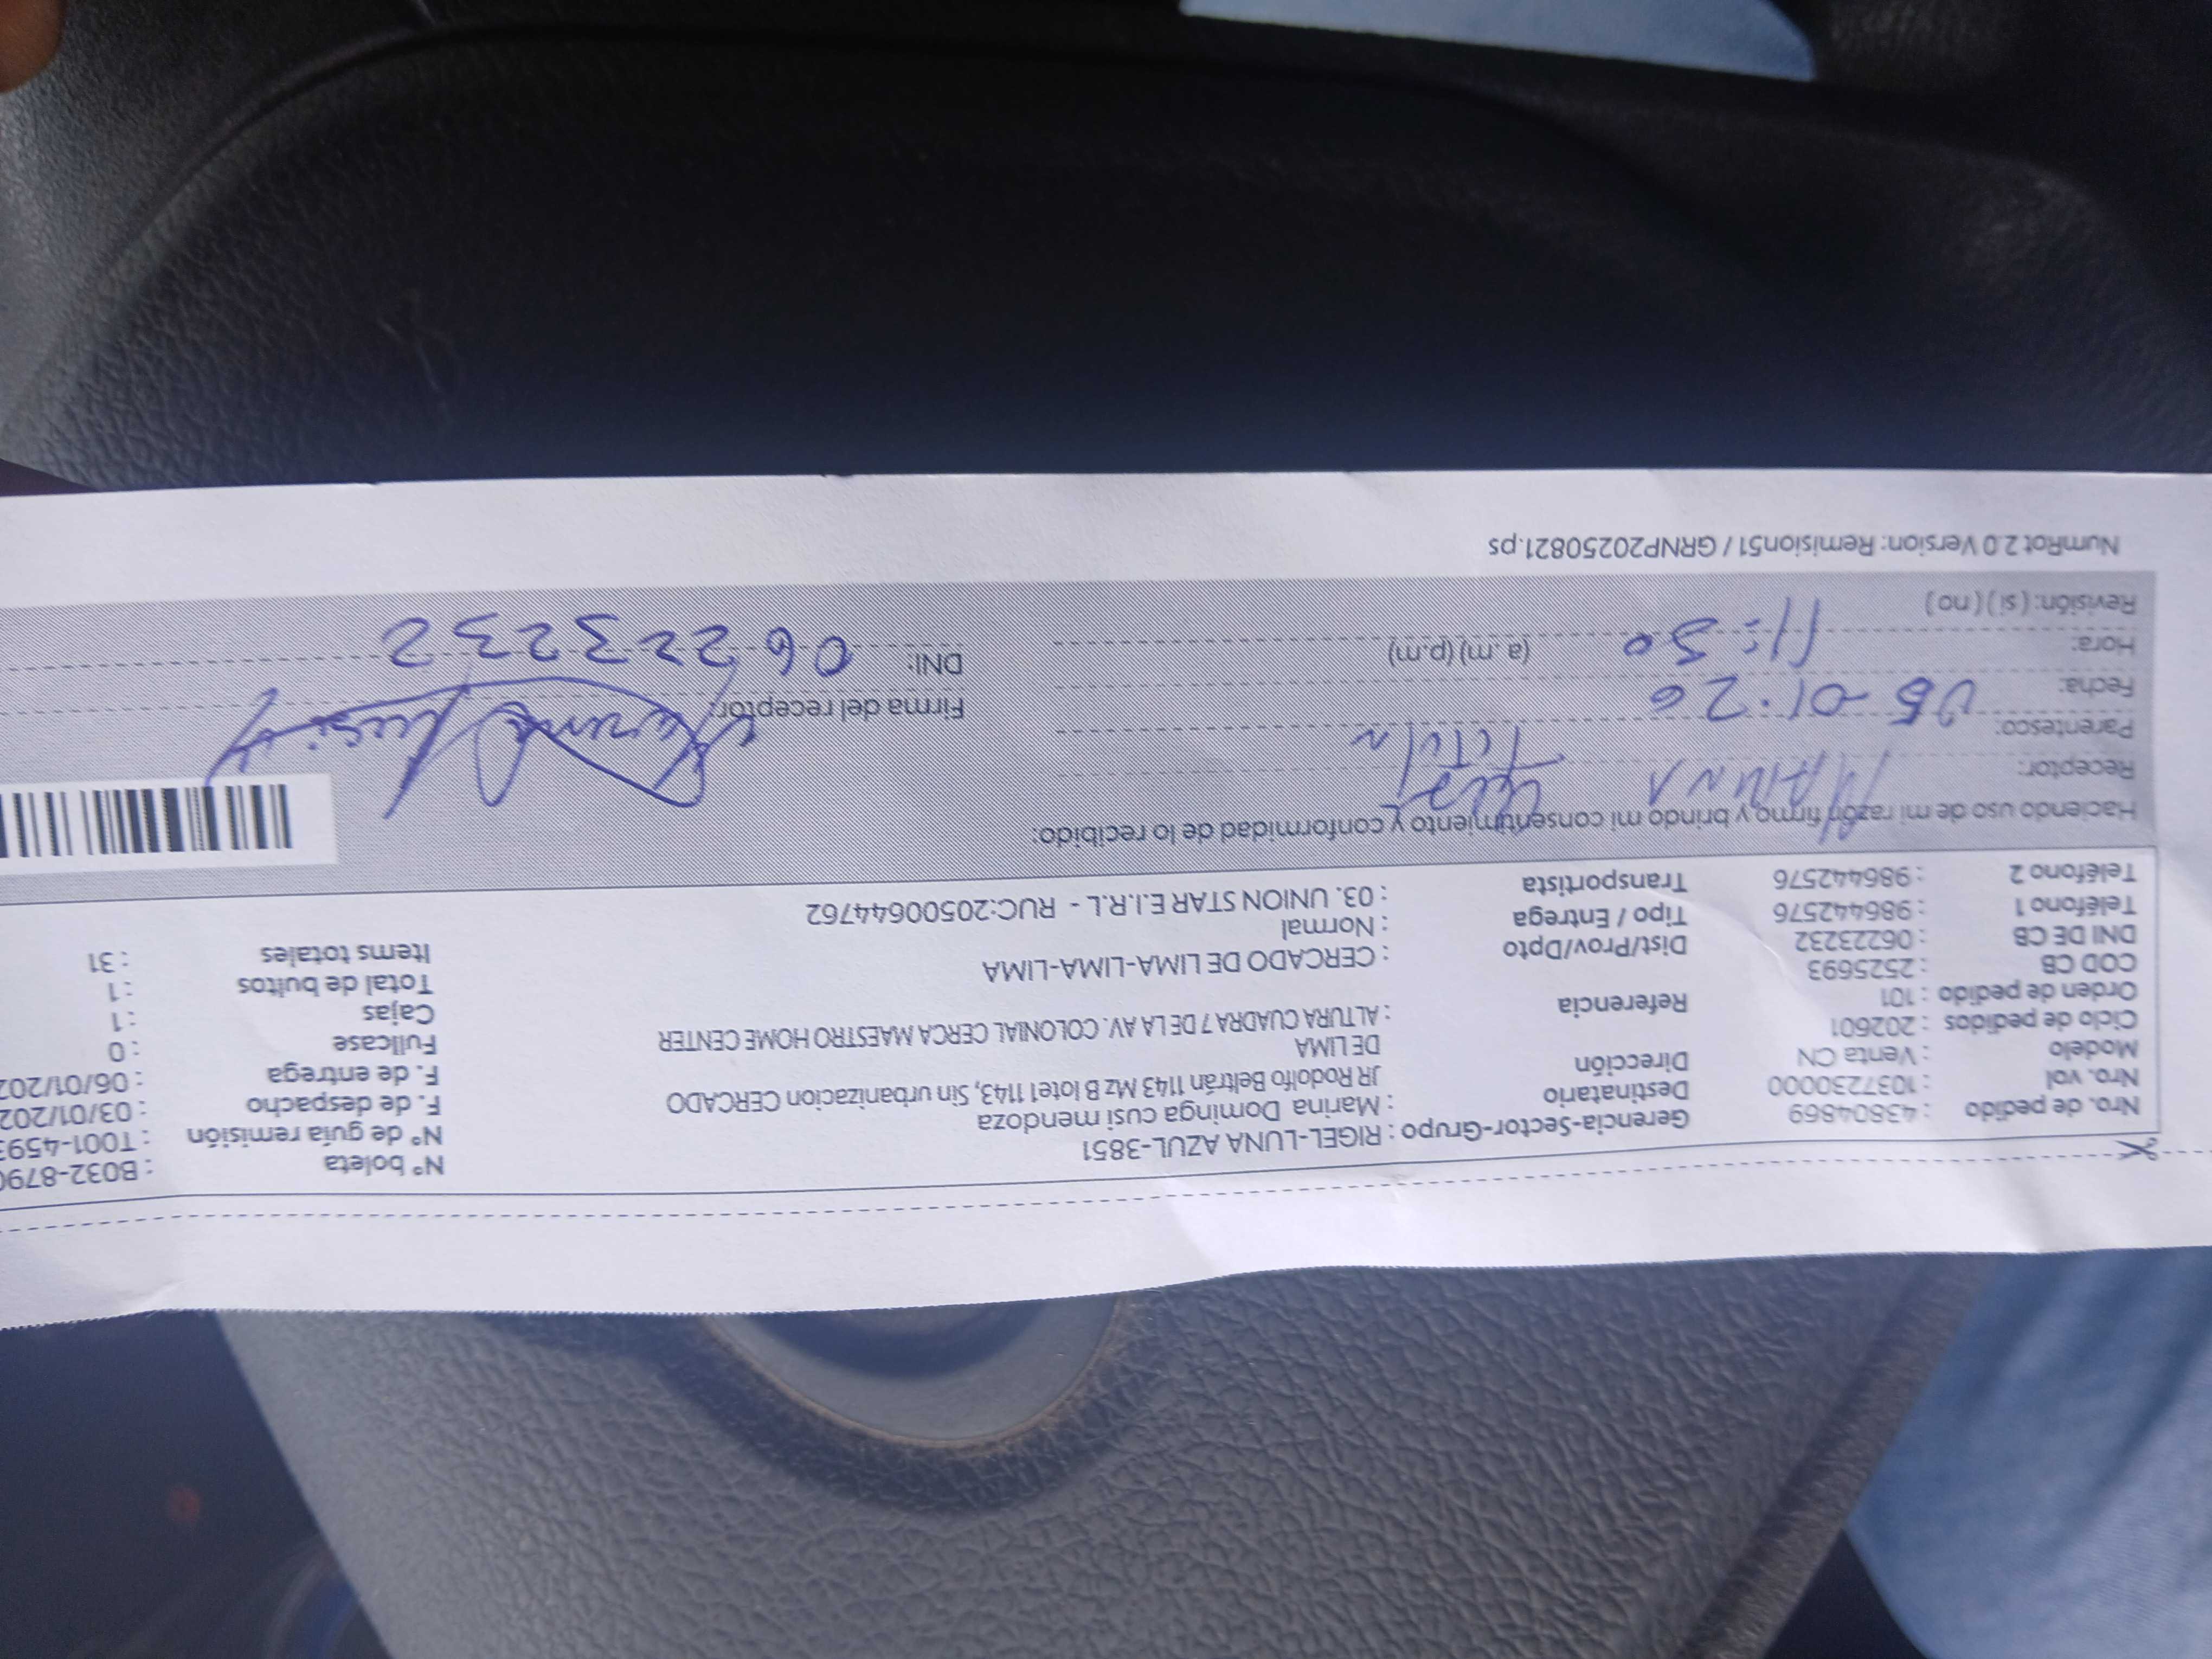 Nro. de pedido : 43804869
Nro. vol : 1037230000
Modelo : Venta CN
Ciclo de pedidos : 202601
Orden de pedido : 101
COD CB : 2525693
DNI DE CB : 06223232
Teléfono 1 : 986442576
Teléfono 2 : 986442576
Gerencia-Sector-Grupo : RIGEL-LUNA AZUL-3851
Destinatario : Marina Dominga cusi mendoza
Dirección JR Rodolfo Beltrán 1143 Mz B lote1 1143, Sin urbanizacion CERCADO
DE LIMA
Referencia : ALTURA CUADRA 7 DE LA AV. COLONIAL CERCA MAESTRO HOME CENTER
Dist/Prov/Dpto : CERCADO DE LIMA-LIMA-LIMA
Tipo / Entrega : Normal
Transportista : 03. UNION STAR E.I.R.L - RUC:20500644762
N° boleta : B032-879
N° de guía remisión : T001-459
F. de despacho : 03/01/202
F. de entrega : 06/01/202
Fullcase : 0
Cajas : 1
Total de bultos : 1
Items totales : 31
Haciendo uso de mi razón firmo y brindo mi consentimiento y conformidad de lo recibido:
Receptor: MARINA CUSI
Parentesco: Titular
Fecha: 05-01-26
Hora: 11:30 (a. m) (p.m)
Revisión: ( si ) ( no )
Firma del receptor:
DNI: 06223232
NumRot 2.0 Version: Remision51 / GRNP20250821.ps